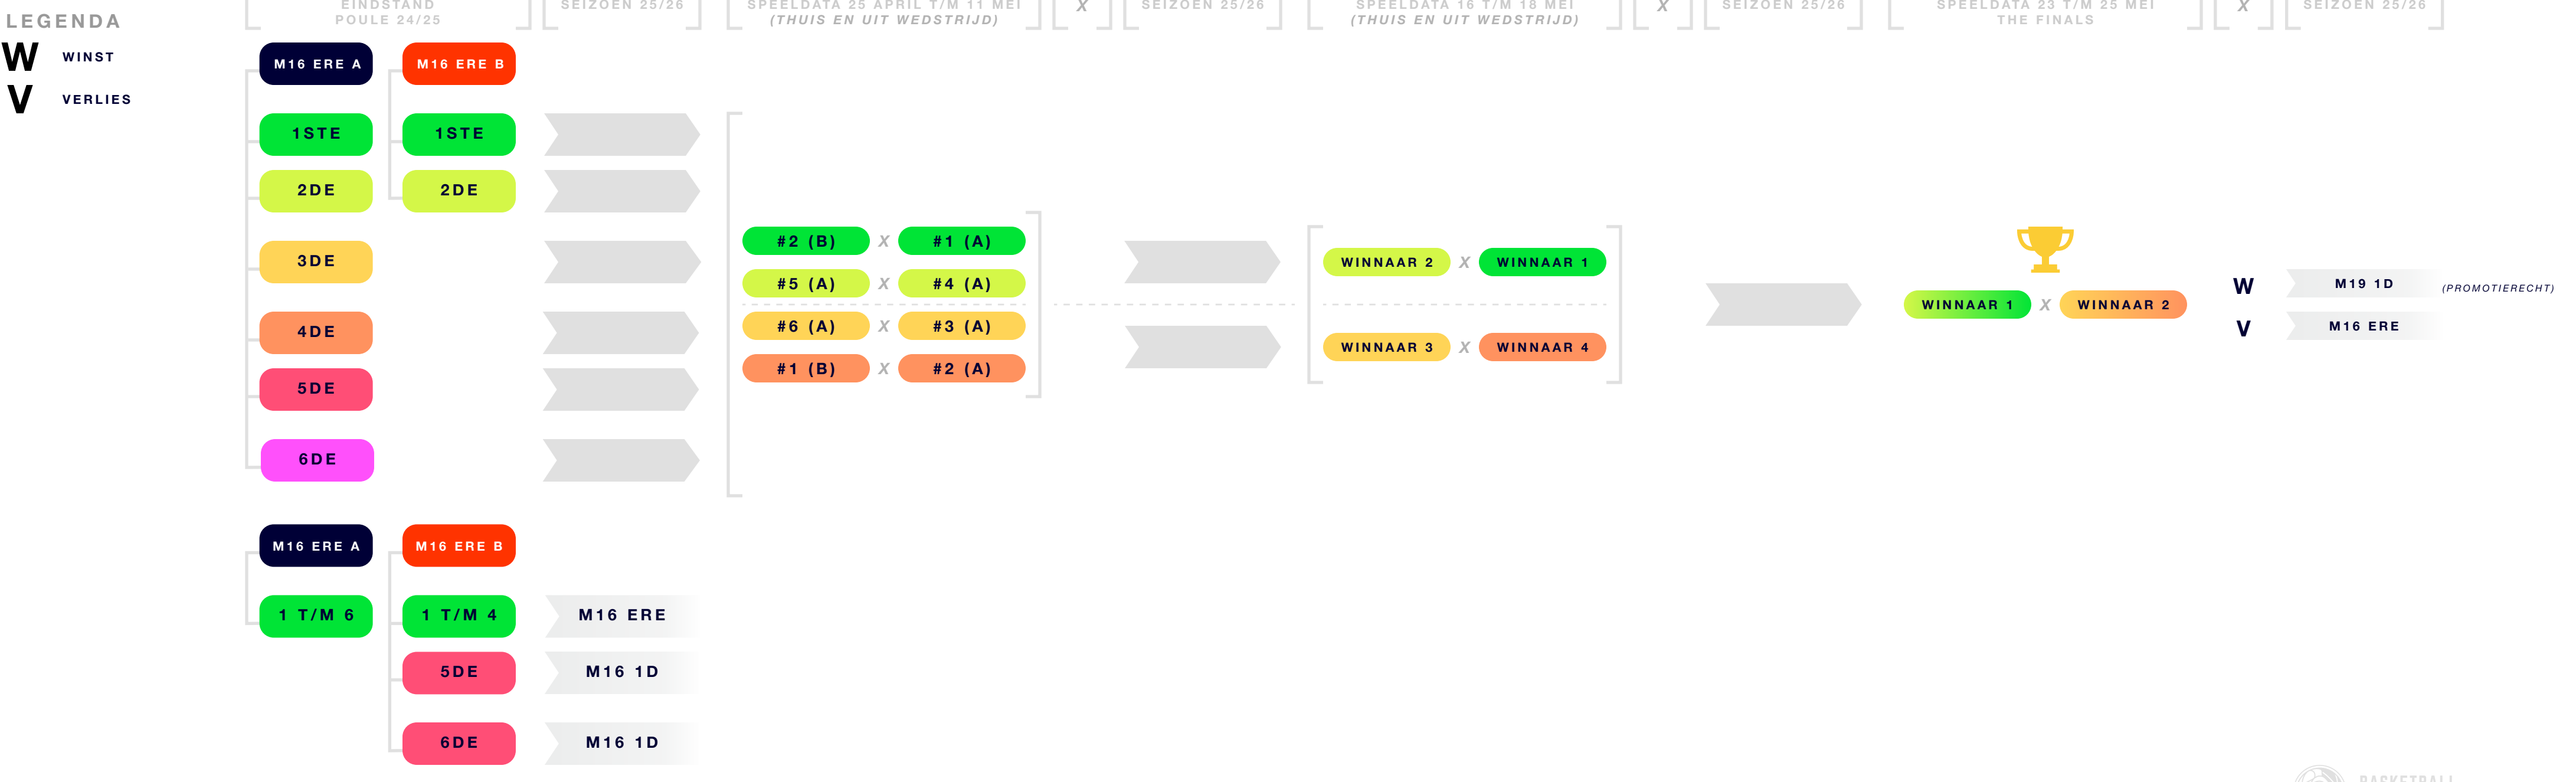 LEGENDA
W WINST
V VERLIES
EINDSTAND
POULE 24/25
SEIZOEN 25/26
SPEELDATA 25 APRIL T/M 11 MEI
(THUIS EN UIT WEDSTRIJD)
X
SEIZOEN 25/26
SPEELDATA 16 T/M 18 MEI
(THUIS EN UIT WEDSTRIJD)
X
SEIZOEN 25/26
SPEELDATA 23 T/M 25 MEI
THE FINALS
X
SEIZOEN 25/26
M16 ERE A
M16 ERE B
1STE
1STE
2DE
2DE
3DE
4DE
5DE
6DE
#2 (B) X #1 (A)
#5 (A) X #4 (A)
#6 (A) X #3 (A)
#1 (B) X #2 (A)
WINNAAR 2 X WINNAAR 1
WINNAAR 3 X WINNAAR 4
WINNAAR 1 X WINNAAR 2
W M19 1D (PROMOTIERECHT)
V M16 ERE
M16 ERE A
M16 ERE B
1 T/M 6
1 T/M 4
M16 ERE
5DE
M16 1D
6DE
M16 1D
BASKETBALL